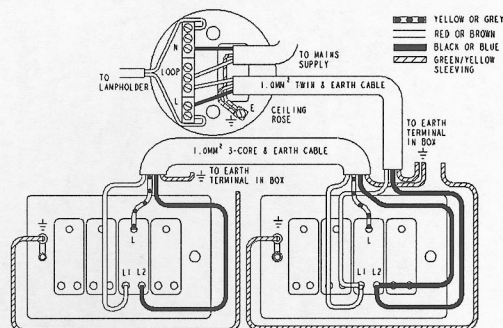 YELLOW OR GREY
RED OR BROWN
BLACK OR BLUE
GREEN/YELLOW
SLEEVING
N
LOOP
L
E
TO
LAMPHOLDER
TO MAINS
SUPPLY
1.0MM² TWIN & EARTH CABLE
CEILING
ROSE
TO EARTH
TERMINAL
IN BOX
1.0MM² 3-CORE & EARTH CABLE
TO EARTH
TERMINAL IN BOX
L
L1 L2
L
L1 L2